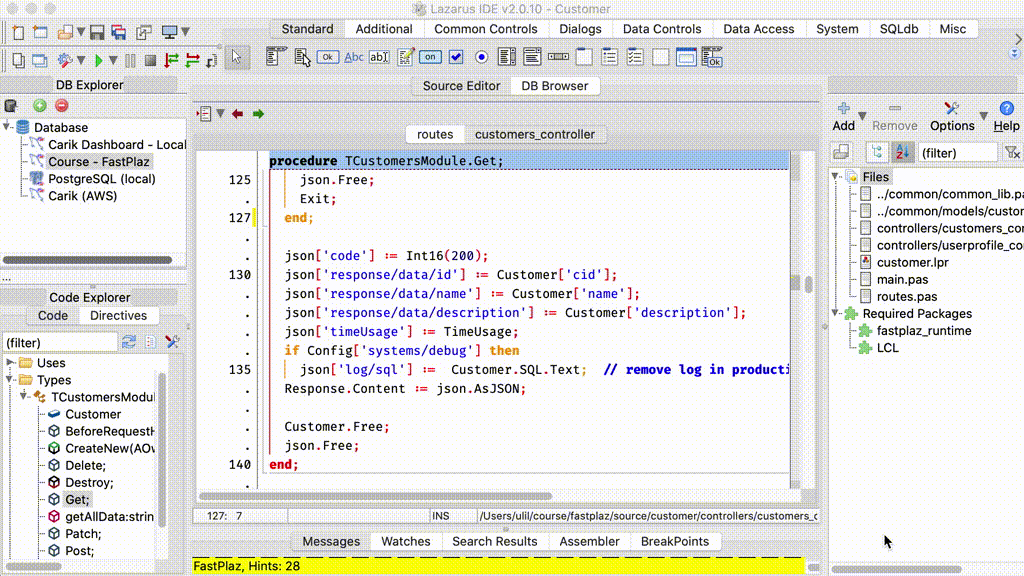 Lazarus IDE v2.0.10 - Customer
Standard Additional Common Controls Dialogs Data Controls Data Access System SQLdb Misc
Ok Abc abI on Ok
DB Explorer
Source Editor DB Browser
Database
Carik Dashboard - Local
Course - FastPlaz
PostgreSQL (local)
Carik (AWS)
...
routes customers_controller
procedure TCustomersModule.Get;
125 json.Free;
. Exit;
127 end;
.
. json['code'] := Int16(200);
130 json['response/data/id'] := Customer['cid'];
. json['response/data/name'] := Customer['name'];
. json['response/data/description'] := Customer['description'];
. json['timeUsage'] := TimeUsage;
. if Config['systems/debug'] then
135 json['log/sql'] := Customer.SQL.Text; // remove log in producti
. Response.Content := json.AsJSON;
.
. Customer.Free;
. json.Free;
140 end;
.
127: 7 INS /Users/ulil/course/fastplaz/source/customer/controllers/customers_c
Code Explorer
Code Directives
(filter)
Uses
Types
TCustomersModul
Customer
BeforeRequestH
CreateNew(AOw
Delete;
Destroy;
Get;
getAllData:strin
Patch;
Post;
Messages Watches Search Results Assembler BreakPoints
FastPlaz, Hints: 28
Add Remove Options Help
(filter)
Files
../common/common_lib.pa
../common/models/custom
controllers/customers_con
controllers/userprofile_co
customer.lpr
main.pas
routes.pas
Required Packages
fastplaz_runtime
LCL